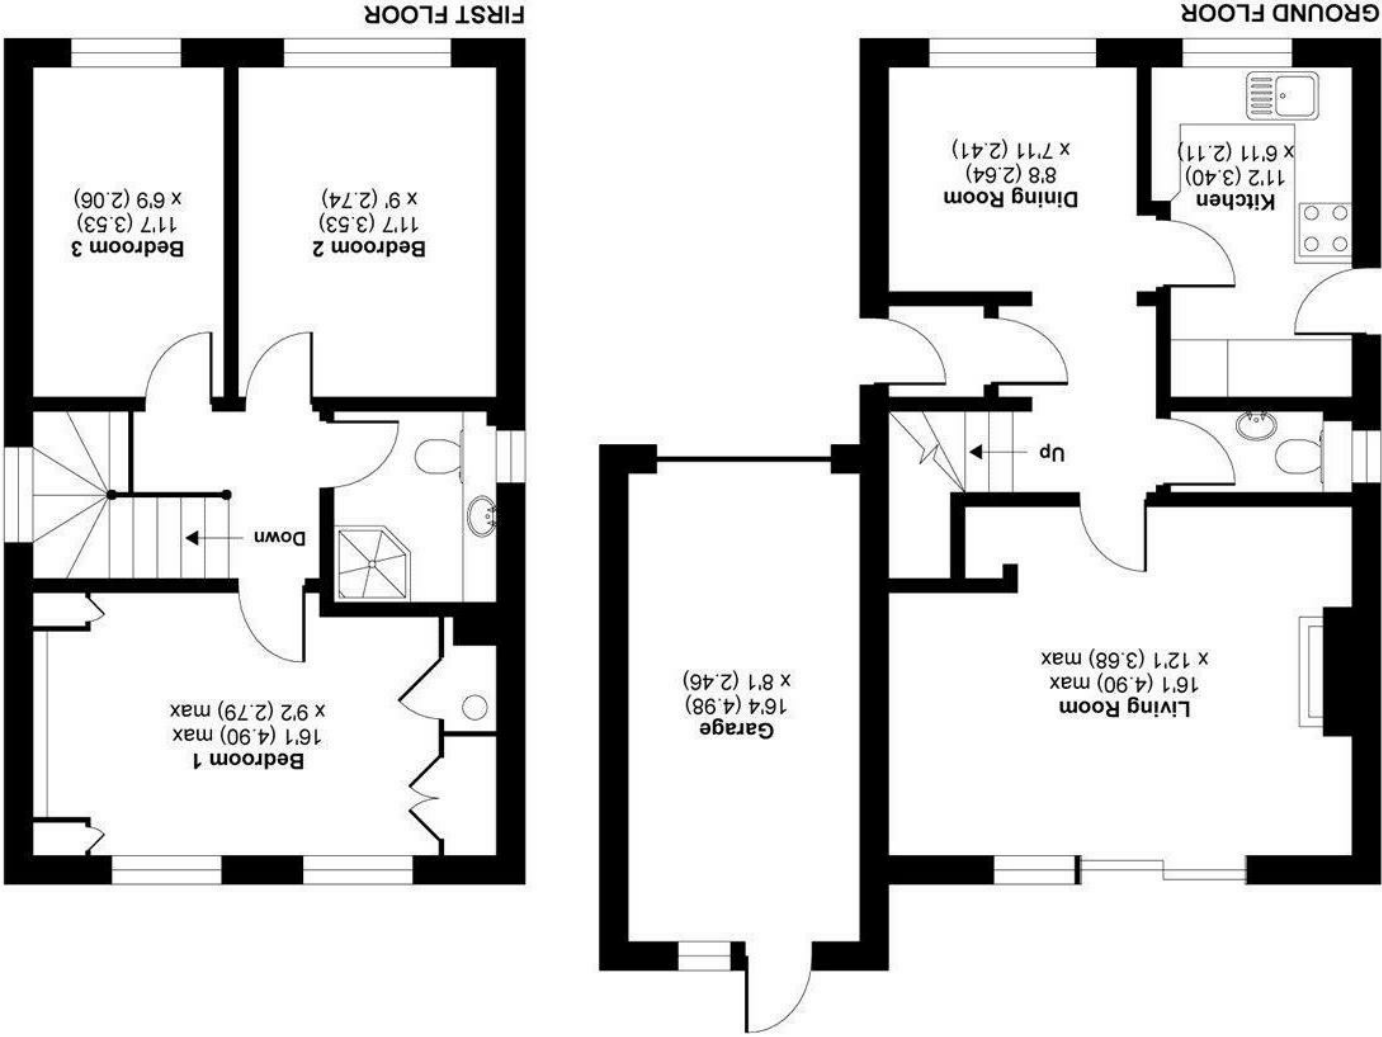 Living Room
16'1 (4.90) max
x 12'1 (3.68) max
Garage
16'4 (4.98)
x 8'1 (2.46)
Up
Kitchen
11'2 (3.40)
x 6'11 (2.11)
Dining Room
8'8 (2.64)
x 7'11 (2.41)
GROUND FLOOR
Bedroom 1
16'1 (4.90) max
x 9'2 (2.79) max
Down
Bedroom 2
11'7 (3.53)
x 9' (2.74)
Bedroom 3
11'7 (3.53)
x 6'9 (2.06)
FIRST FLOOR